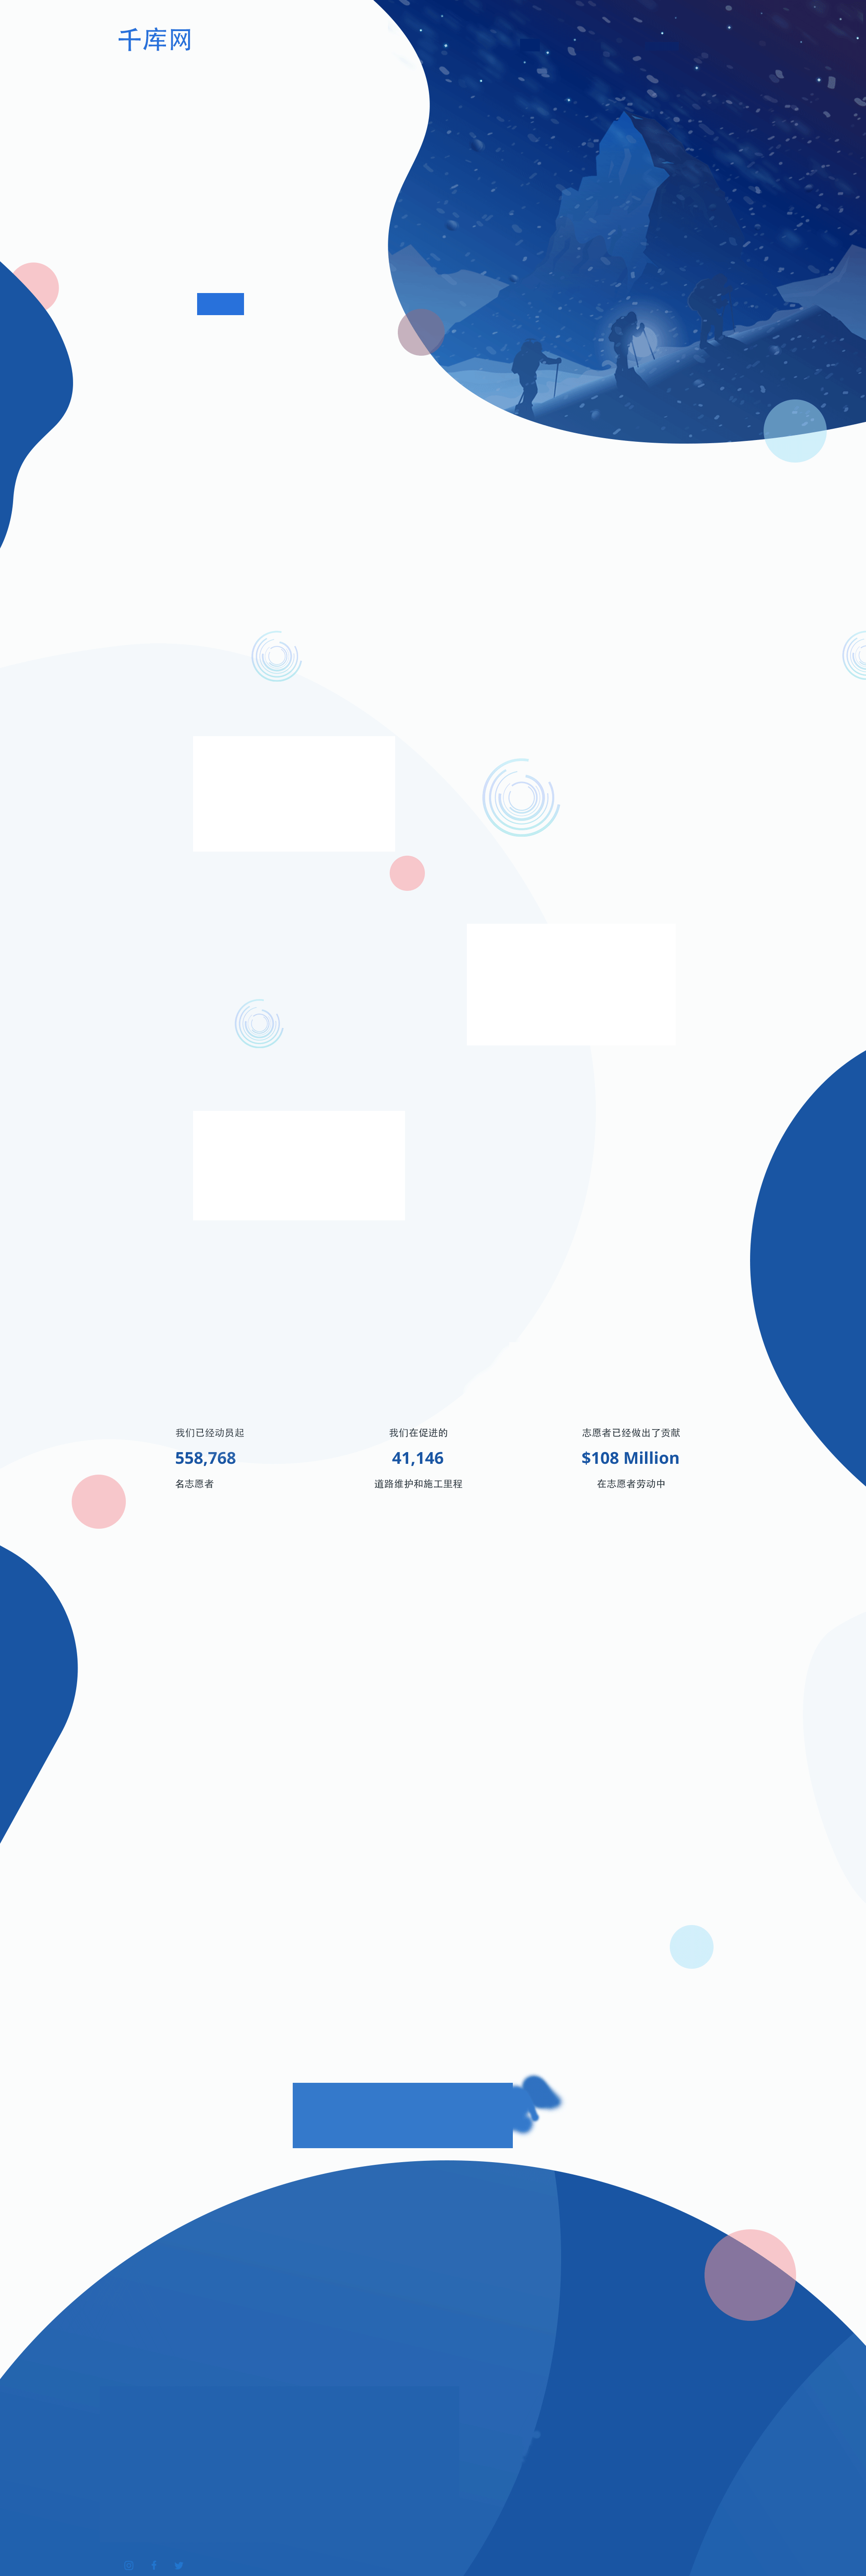 千库网
我们已经动员起
558,768
名志愿者
我们在促进的
41,146
道路维护和施工里程
志愿者已经做出了贡献
$108 Million
在志愿者劳动中